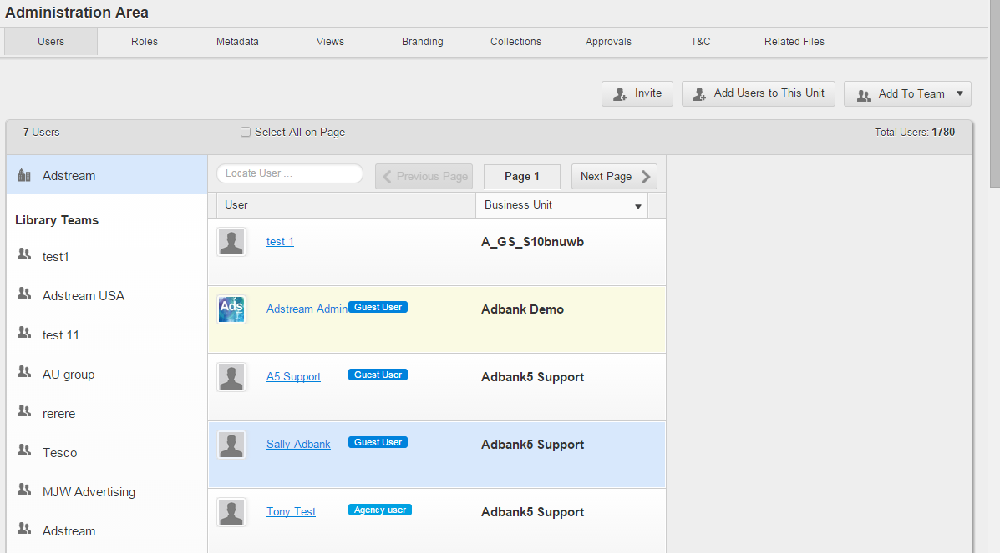 Administration Area
Users Roles Metadata Views Branding Collections Approvals T&C Related Files
Invite Add Users to This Unit Add To Team
7 Users Select All on Page Total Users: 1780
Adstream
Locate User ... Previous Page Page 1 Next Page
User Business Unit
Library Teams
test1
Adstream USA
test 11
AU group
rerere
Tesco
MJW Advertising
Adstream
test 1 A_GS_S10bnuwb
Ads Adstream Admin Guest User Adbank Demo
A5 Support Guest User Adbank5 Support
Sally Adbank Guest User Adbank5 Support
Tony Test Agency user Adbank5 Support